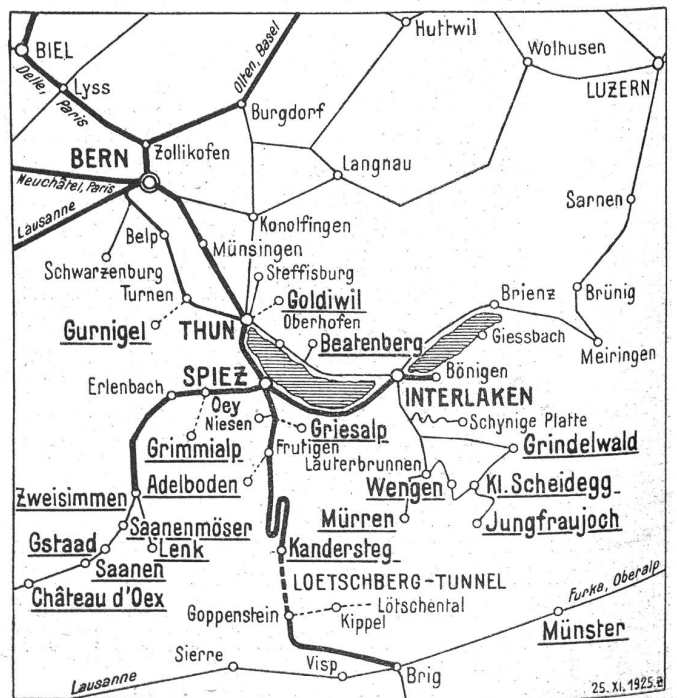 BIEL
Delle, Paris
Lyss
Olten, Basel
Huttwil
Wolhusen
LUZERN
Burgdorf
Zollikofen
BERN
Neuchâtel, Paris
Lausanne
Langnau
Sarnen
Konolfingen
Belp
Münsingen
Schwarzenburg
Steffisburg
Turnen
Goldiwil
Brienz
Brünig
Gurnigel
THUN
Oberhofen
Beatenberg
Giessbach
Meiringen
SPIEZ
Bönigen
Erlenbach
INTERLAKEN
Oey
Niesen
Schynige Platte
Grimmialp
Griesalp
Frutigen
Grindelwald
Lauterbrunnen
Adelboden
Wengen
Kl. Scheidegg
Zweisimmen
Mürren
Jungfraujoch
Saanenmöser
Gstaad
Lenk
Kandersteg
Saanen
LOETSCHBERG-TUNNEL
Château d'Oex
Furka, Oberalp
Goppenstein
Lötschental
Kippel
Münster
Sierre
Visp
Brig
Lausanne
25. XI. 1925.